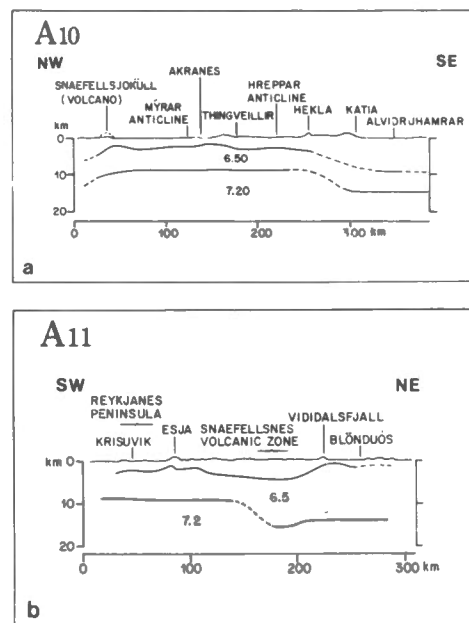 A10
NW
SE
AKRANES
SNAEFELLSJOKÜLL
(VOLCANO)
HREPPAR
ANTICLINE
MÝRAR
ANTICLINE
THINGVEILLIR
HEKLA
KATIA
ALVIDRUHAMRAR
km
0
6.50
10
7.20
20
0
100
200
300 km
a
A11
SW
NE
REYKJANES
PENINSULA
ESJA
SNAEFELLSNES
VOLCANIC ZONE
VIDIDALSFJALL
KRISUVIK
BLÖNDUÓS
km 0
6.5
10
7.2
20
0
100
200
300 km
b